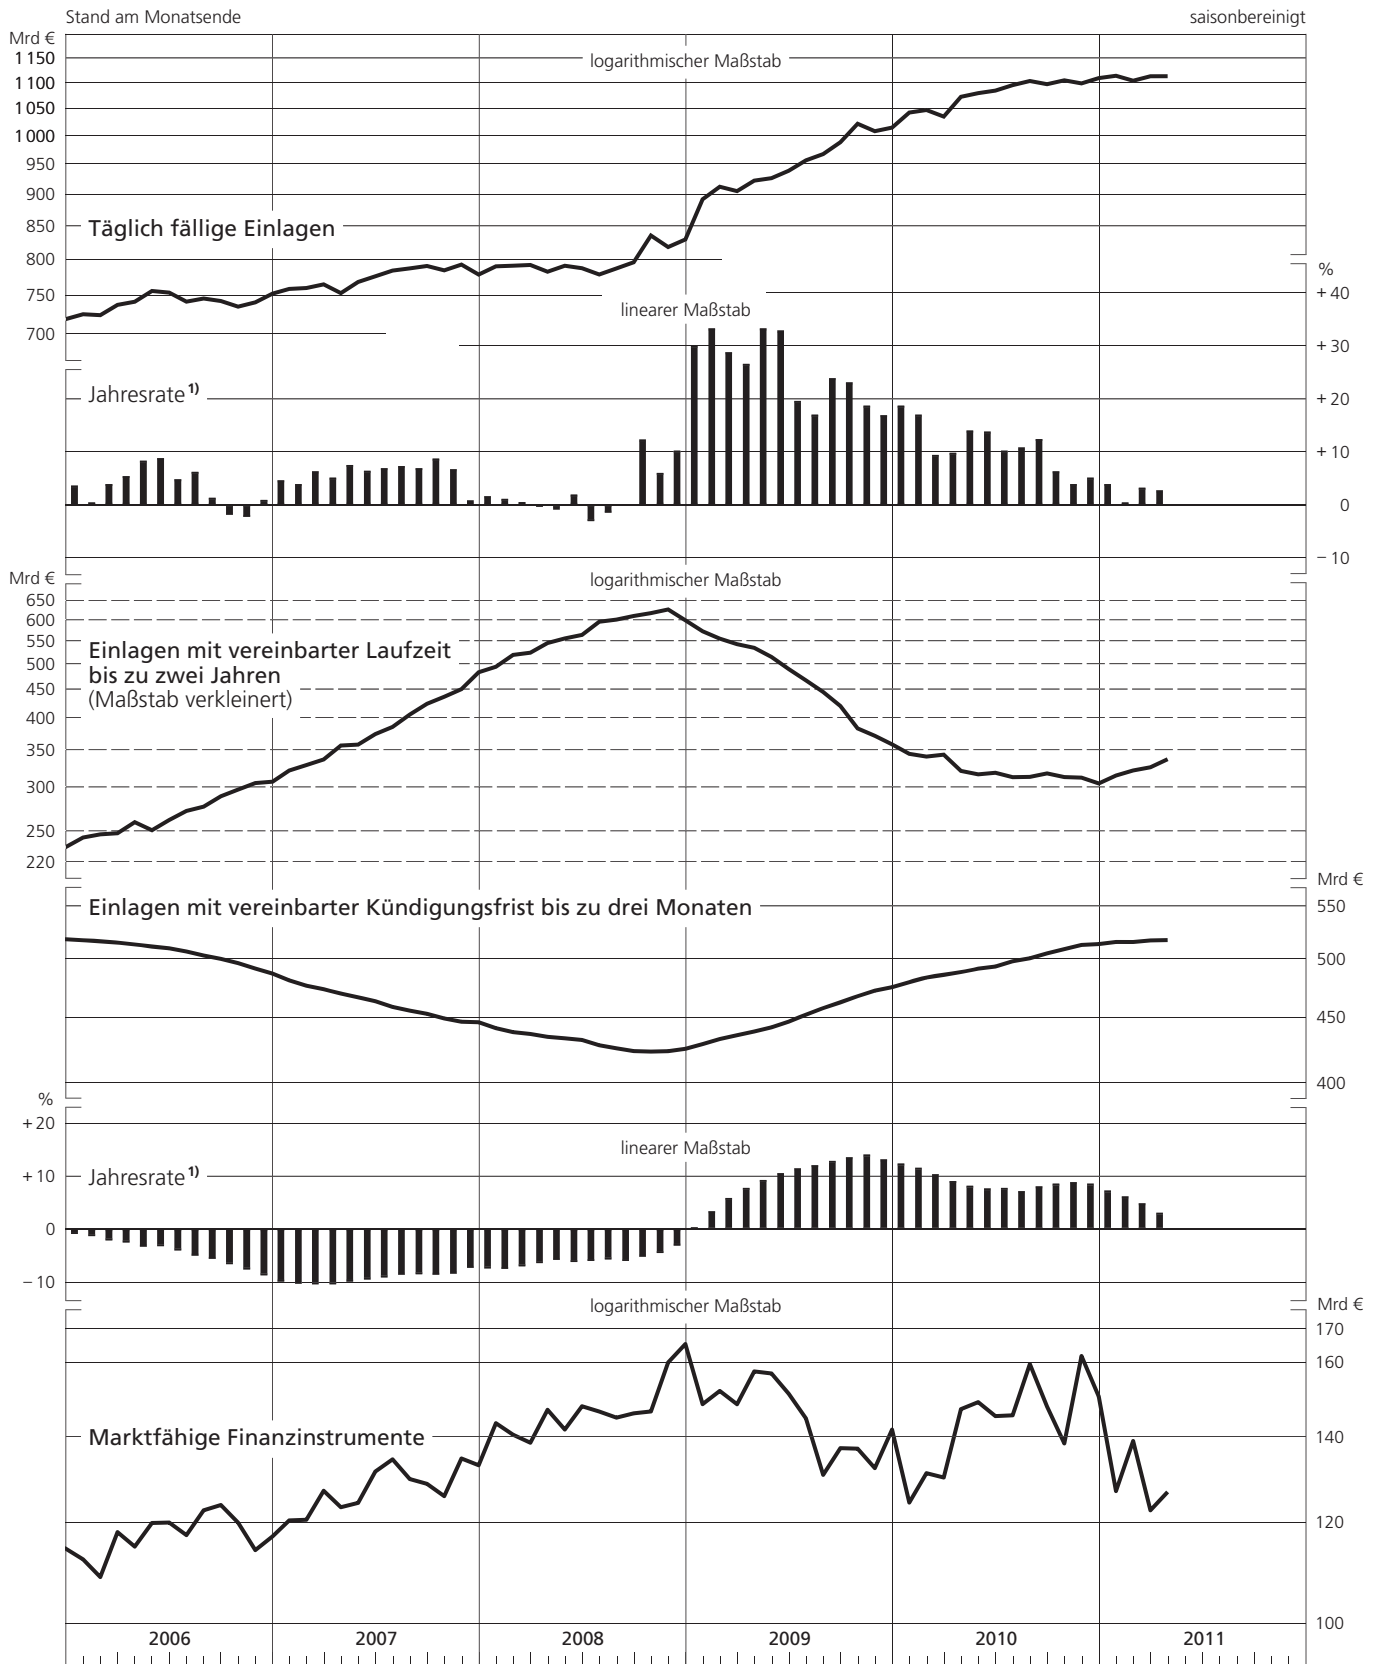 Stand am Monatsende saisonbereinigt
Mrd €
1 150
logarithmischer Maßstab
1 100
1 050
1 000
950
900
850
Täglich fällige Einlagen
800
%
750
+ 40
linearer Maßstab
700
+ 30
Jahresrate 1)
+ 20
+ 10
0
– 10
Mrd €
logarithmischer Maßstab
650
600
550
Einlagen mit vereinbarter Laufzeit
500
bis zu zwei Jahren
450
(Maßstab verkleinert)
400
350
300
250
220
Mrd €
Einlagen mit vereinbarter Kündigungsfrist bis zu drei Monaten
550
500
450
400
%
+ 20
linearer Maßstab
+ 10
Jahresrate 1)
0
– 10
logarithmischer Maßstab
Mrd €
170
160
Marktfähige Finanzinstrumente
140
120
100
2006 2007 2008 2009 2010 2011